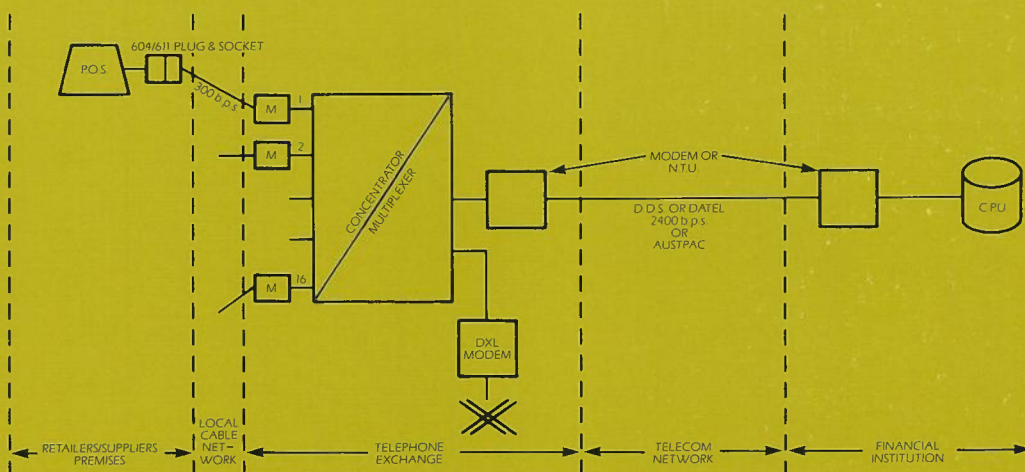 604/611 PLUG & SOCKET
P.O.S.
300 b.p.s.
M
1
M
2
M
16
CONCENTRATOR
MULTIPLEXER
MODEM OR
N.T.U.
D D S OR DATEL
2400 b.p.s.
OR
AUSTPAC
C P.U.
DXL
MODEM
RETAILERS/SUPPLIERS
PREMISES
LOCAL
CABLE
NET-
WORK
TELEPHONE
EXCHANGE
TELECOM
NETWORK
FINANCIAL
INSTITUTION